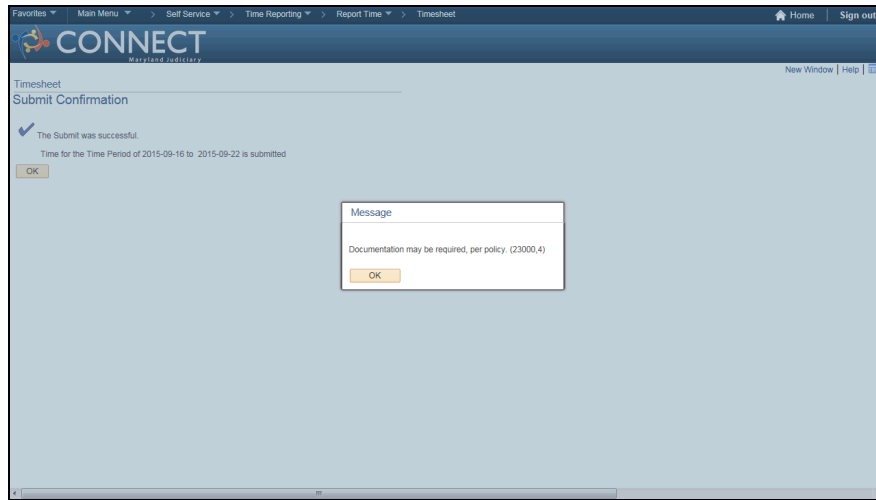 Favorites Main Menu > Self Service > Time Reporting > Report Time > Timesheet Home Sign out
CONNECT
Maryland Judiciary
New Window | Help |
Timesheet
Submit Confirmation
The Submit was successful.
Time for the Time Period of 2015-09-16 to 2015-09-22 is submitted
OK
Message
Documentation may be required, per policy. (23000,4)
OK